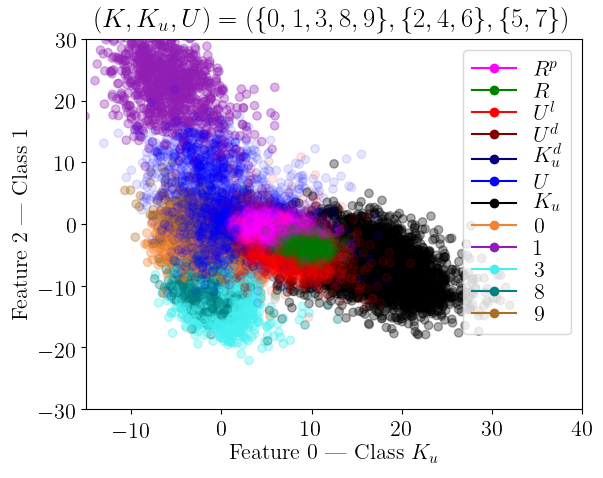 (K, K_u, U) = ({0, 1, 3, 8, 9}, {2, 4, 6}, {5, 7})
30
20
10
0
−10
−20
−30
Feature 2 — Class 1
−10
0
10
20
30
40
Feature 0 — Class K_u
R^p
R
U^l
U^d
K_u^d
U
K_u
0
1
3
8
9